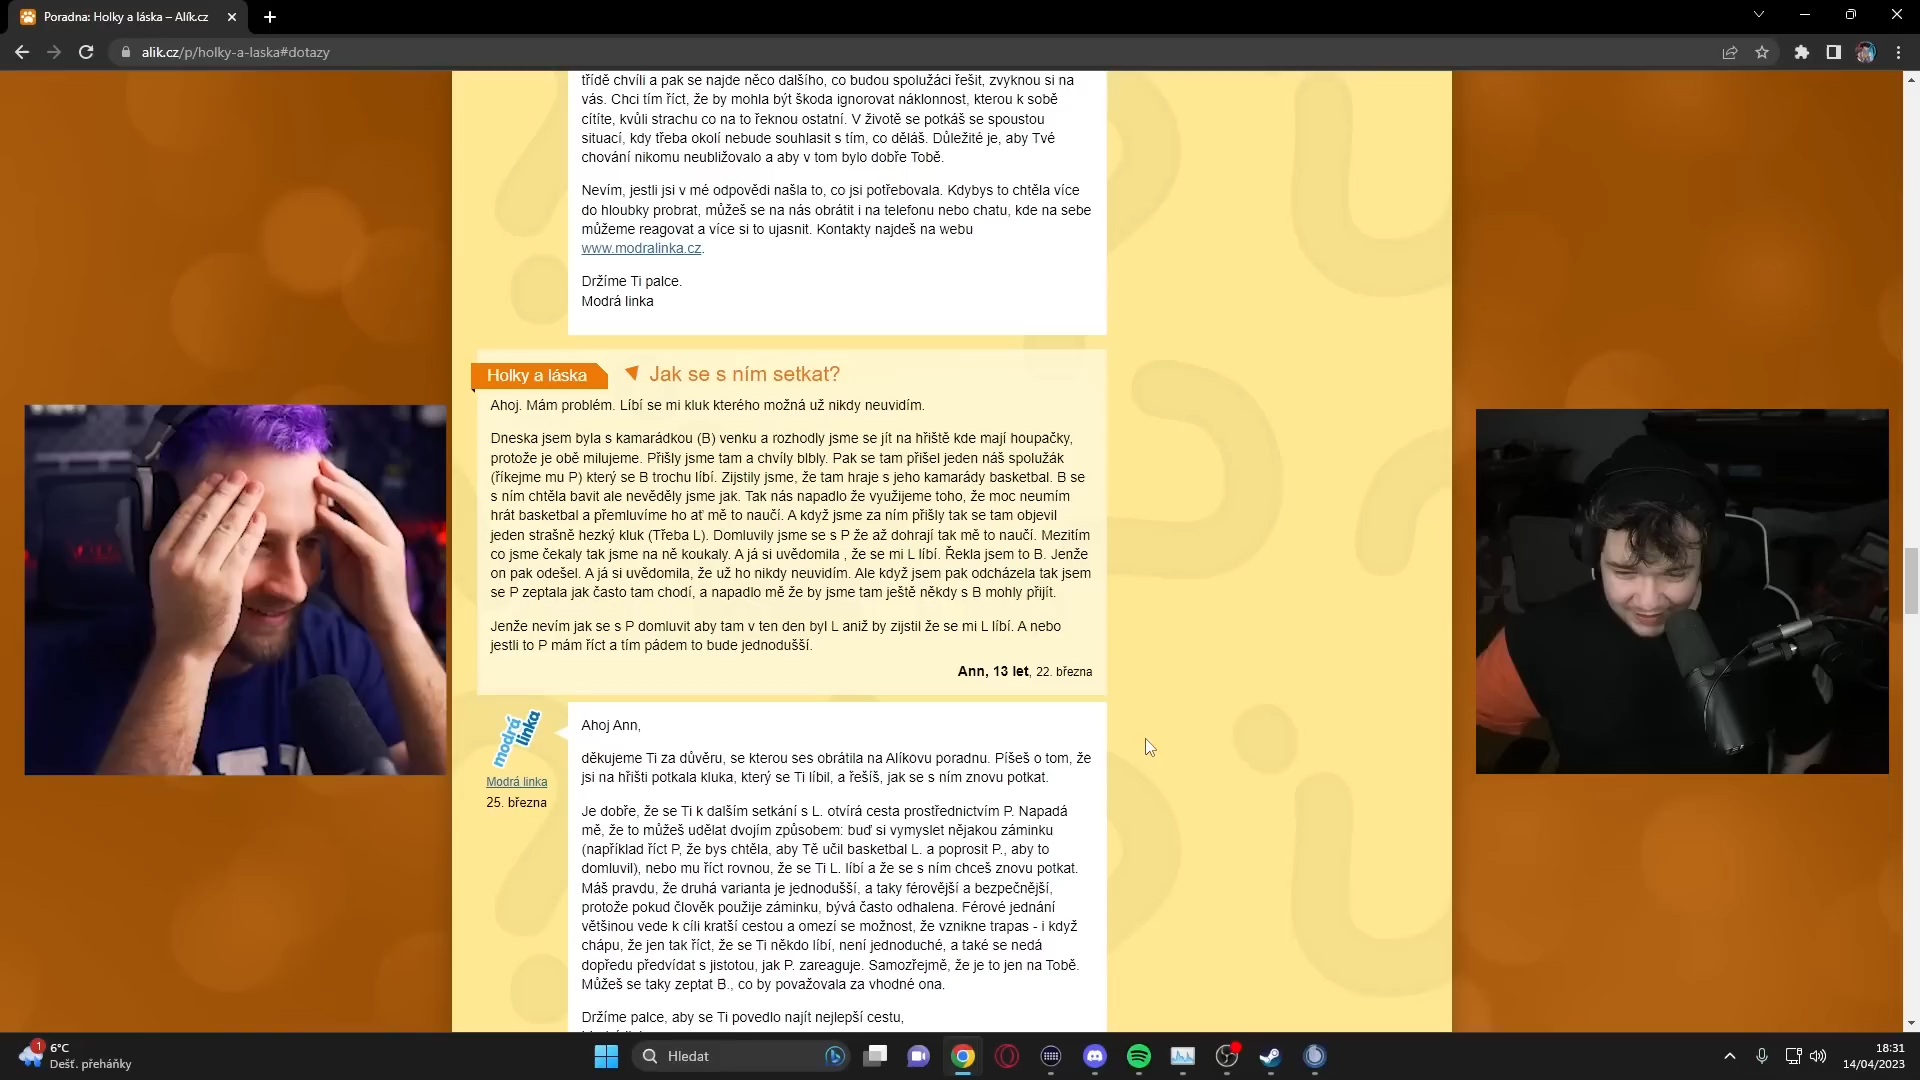 Poradna: Holky a láska – Alík.cz
alik.cz/p/holky-a-laska#dotazy
třídě chvíli a pak se najde něco dalšího, co budou spolužáci řešit, zvyknou si na
vás. Chci tím říct, že by mohla být škoda ignorovat náklonnost, kterou k sobě
cítíte, kvůli strachu co na to řeknou ostatní. V životě se potkáš se spoustou
situací, kdy třeba okolí nebude souhlasit s tím, co děláš. Důležité je, aby Tvé
chování nikomu neubližovalo a aby v tom bylo dobře Tobě.
Nevím, jestli jsi v mé odpovědi našla to, co jsi potřebovala. Kdybys to chtěla více
do hloubky probrat, můžeš se na nás obrátit i na telefonu nebo chatu, kde na sebe
můžeme reagovat a více si to ujasnit. Kontakty najdeš na webu
www.modralinka.cz.
Držíme Ti palce.
Modrá linka
Holky a láska
Jak se s ním setkat?
Ahoj. Mám problém. Líbí se mi kluk kterého možná už nikdy neuvidím.
Dneska jsem byla s kamarádkou (B) venku a rozhodly jsme se jít na hřiště kde mají houpačky,
protože je obě milujeme. Přišly jsme tam a chvíly blbly. Pak se tam přišel jeden náš spolužák
(říkejme mu P) který se B trochu líbí. Zijstily jsme, že tam hraje s jeho kamarády basketbal. B se
s ním chtěla bavit ale nevěděly jsme jak. Tak nás napadlo že využijeme toho, že moc neumím
hrát basketbal a přemluvíme ho ať mě to naučí. A když jsme za ním přišly tak se tam objevil
jeden strašně hezký kluk (Třeba L). Domluvily jsme se s P že až dohrají tak mě to naučí. Mezitím
co jsme čekaly tak jsme na ně koukaly. A já si uvědomila , že se mi L líbí. Řekla jsem to B. Jenže
on pak odešel. A já si uvědomila, že už ho nikdy neuvidím. Ale když jsem pak odcházela tak jsem
se P zeptala jak často tam chodí, a napadlo mě že by jsme tam ještě někdy s B mohly přijít.
Jenže nevím jak se s P domluvit aby tam v ten den byl L aniž by zijstil že se mi L líbí. A nebo
jestli to P mám říct a tím pádem to bude jednodušší.
Ann, 13 let, 22. března
modrá
linka
Modrá linka
25. března
Ahoj Ann,
děkujeme Ti za důvěru, se kterou ses obrátila na Alíkovu poradnu. Píšeš o tom, že
jsi na hřišti potkala kluka, který se Ti líbil, a řešíš, jak se s ním znovu potkat.
Je dobře, že se Ti k dalším setkání s L. otvírá cesta prostřednictvím P. Napadá
mě, že to můžeš udělat dvojím způsobem: buď si vymyslet nějakou záminku
(například říct P, že bys chtěla, aby Tě učil basketbal L. a poprosit P., aby to
domluvil), nebo mu říct rovnou, že se Ti L. líbí a že se s ním chceš znovu potkat.
Máš pravdu, že druhá varianta je jednodušší, a taky férovější a bezpečnější,
protože pokud člověk použije záminku, bývá často odhalena. Férové jednání
většinou vede k cíli kratší cestou a omezí se možnost, že vznikne trapas - i když
chápu, že jen tak říct, že se Ti někdo líbí, není jednoduché, a také se nedá
dopředu předvídat s jistotou, jak P. zareaguje. Samozřejmě, že je to jen na Tobě.
Můžeš se taky zeptat B., co by považovala za vhodné ona.
Držíme palce, aby se Ti povedlo najít nejlepší cestu,
1
6°C
Dešť. přeháňky
Hledat
18:31
14/04/2023